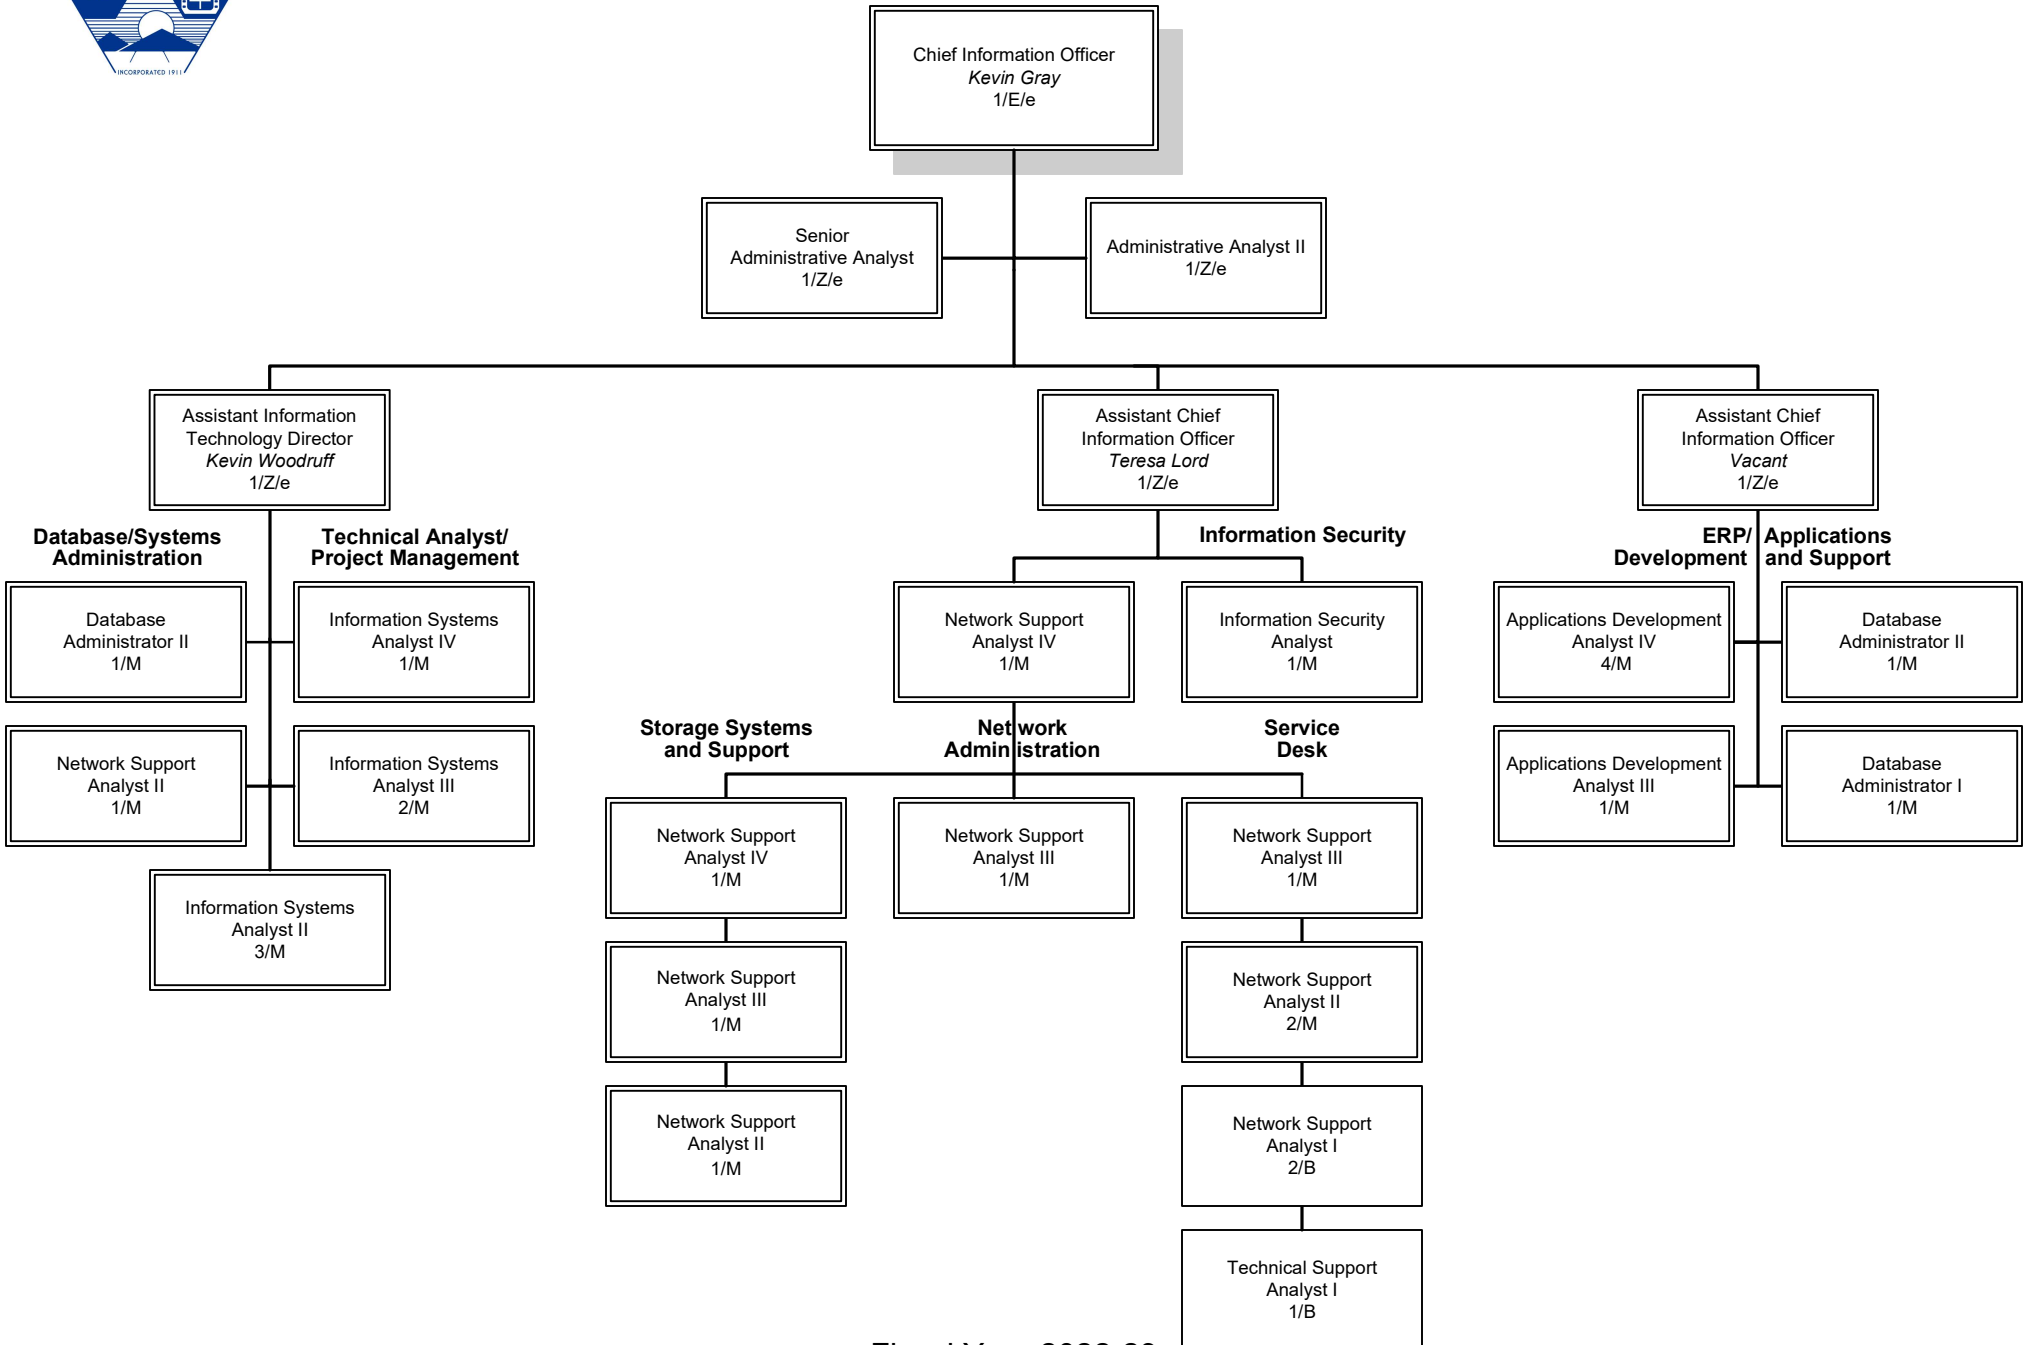 INCORPORATED 1911
Chief Information Officer
Kevin Gray
1/E/e
Senior
Administrative Analyst
1/Z/e
Administrative Analyst II
1/Z/e
Assistant Information
Technology Director
Kevin Woodruff
1/Z/e
Assistant Chief
Information Officer
Teresa Lord
1/Z/e
Assistant Chief
Information Officer
Vacant
1/Z/e
Database/Systems
Administration
Technical Analyst/
Project Management
Information Security
ERP/
Development
Applications
and Support
Database
Administrator II
1/M
Information Systems
Analyst IV
1/M
Network Support
Analyst IV
1/M
Information Security
Analyst
1/M
Applications Development
Analyst IV
4/M
Database
Administrator II
1/M
Network Support
Analyst II
1/M
Information Systems
Analyst III
2/M
Storage Systems
and Support
Network
Administration
Service
Desk
Applications Development
Analyst III
1/M
Database
Administrator I
1/M
Information Systems
Analyst II
3/M
Network Support
Analyst IV
1/M
Network Support
Analyst III
1/M
Network Support
Analyst III
1/M
Network Support
Analyst III
1/M
Network Support
Analyst II
2/M
Network Support
Analyst II
1/M
Network Support
Analyst I
2/B
Technical Support
Analyst I
1/B